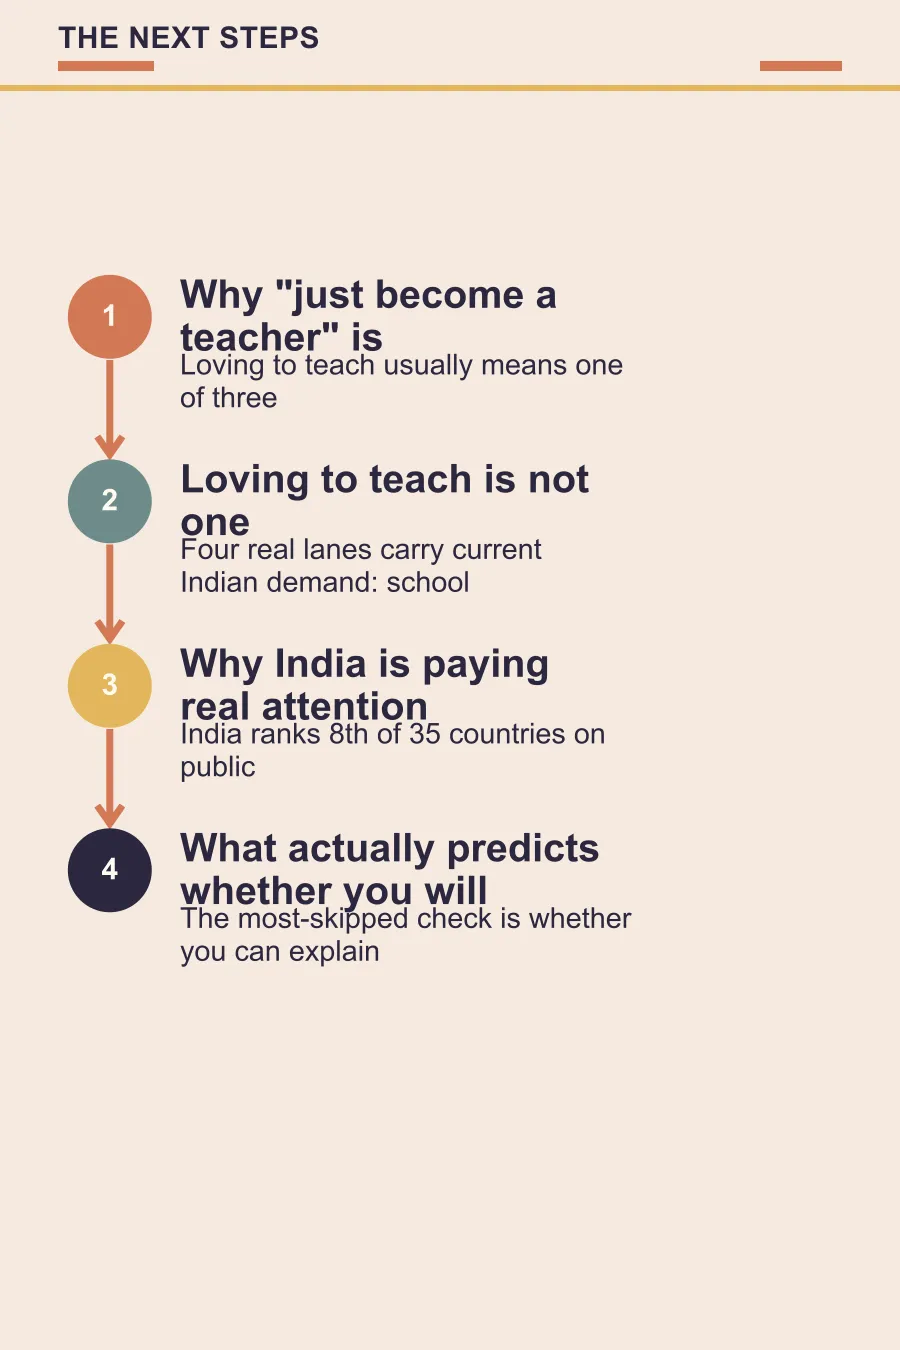 THE NEXT STEPS
1
Why "just become a
teacher" is
Loving to teach usually means one
of three
2
Loving to teach is not
one
Four real lanes carry current
Indian demand: school
3
Why India is paying
real attention
India ranks 8th of 35 countries on
public
4
What actually predicts
whether you will
The most-skipped check is whether
you can explain